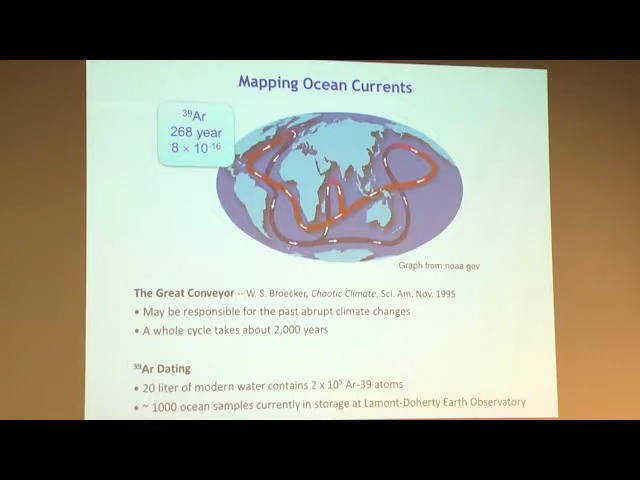 Mapping Ocean Currents
³⁹Ar
268 year
8 × 10⁻¹⁶
Graph from noaa gov
The Great Conveyor -- W. S. Broecker, Chaotic Climate, Sci. Am. Nov. 1995
• May be responsible for the past abrupt climate changes
• A whole cycle takes about 2,000 years
³⁹Ar Dating
• 20 liter of modern water contains 2 x 10⁵ Ar-39 atoms
• ~ 1000 ocean samples currently in storage at Lamont-Doherty Earth Observatory